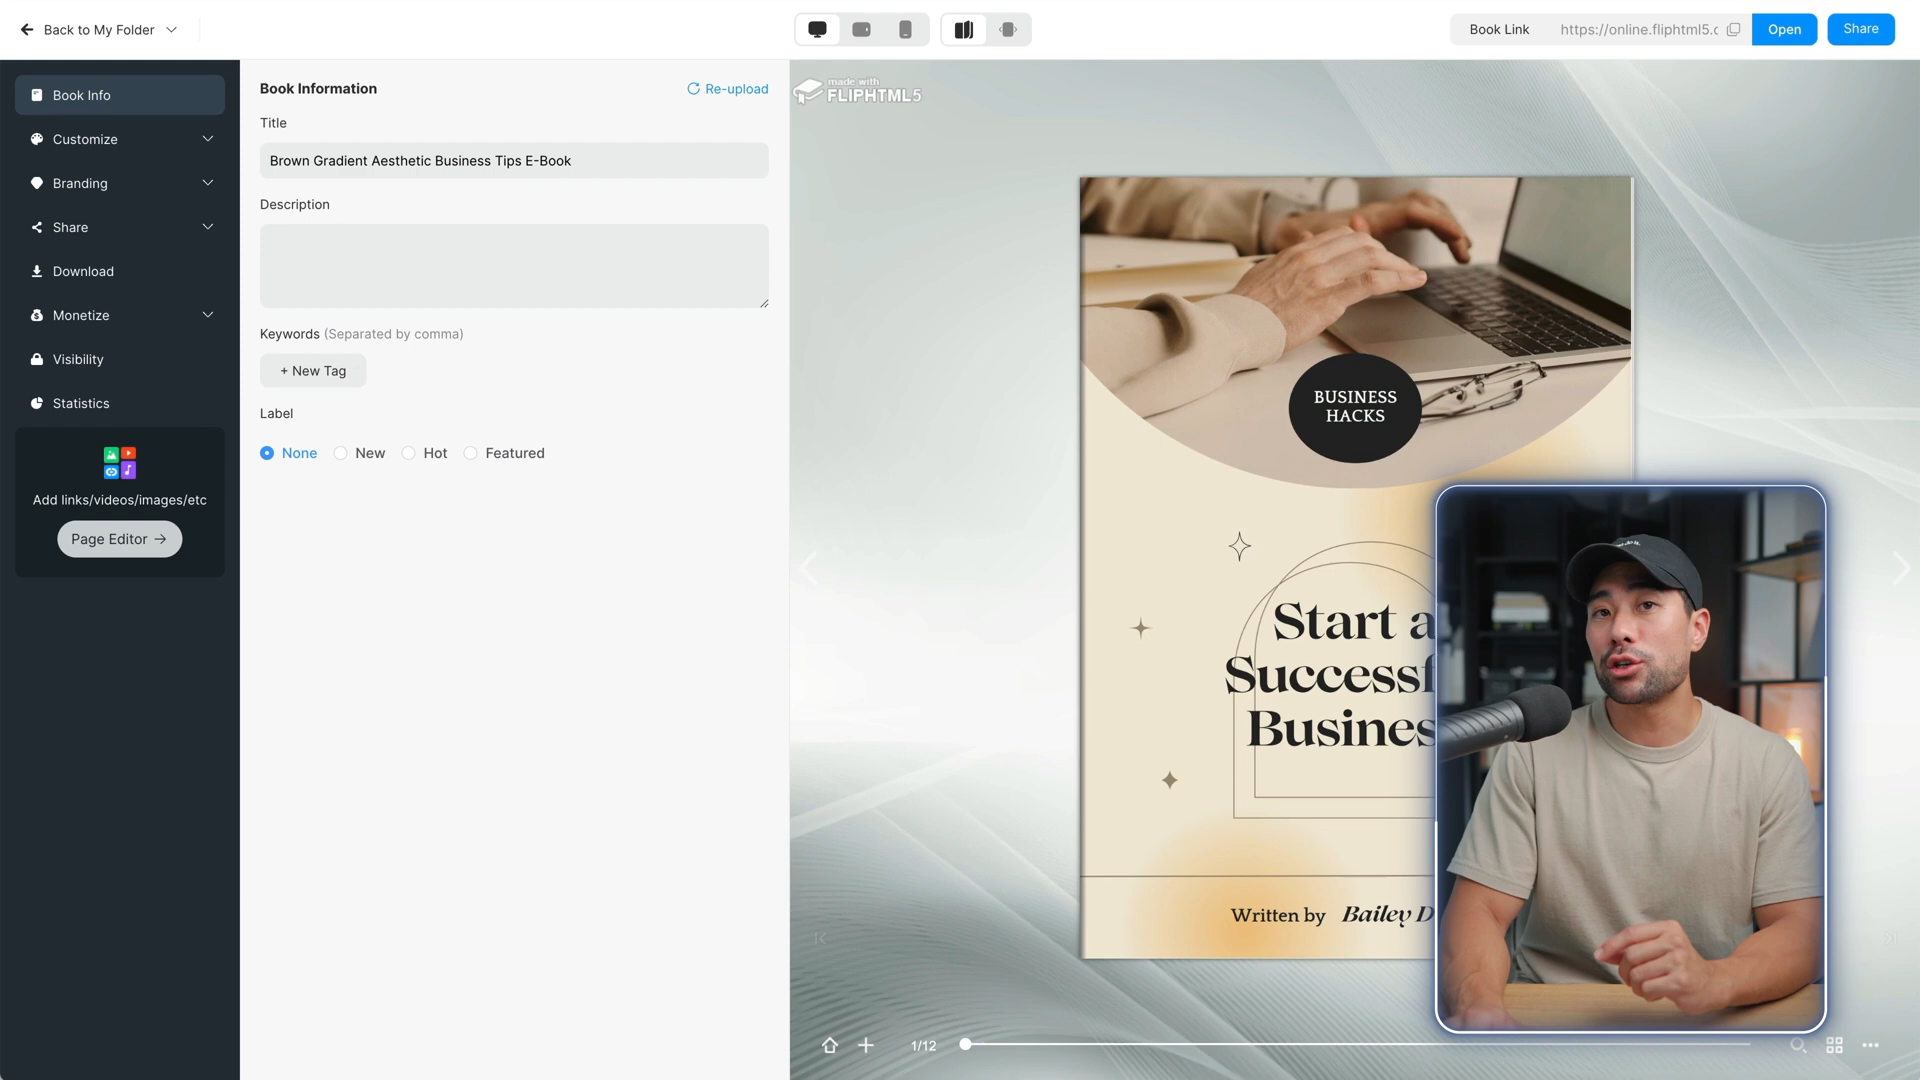 Back to My Folder
Book Link
https://online.fliphtml5.c
Open
Share
Book Info
Customize
Branding
Share
Download
Monetize
Visibility
Statistics
Add links/videos/images/etc
Page Editor →
Book Information
Re-upload
Title
Brown Gradient Aesthetic Business Tips E-Book
Description
Keywords (Separated by comma)
+ New Tag
Label
None
New
Hot
Featured
made with
FLIPHTML5
BUSINESS
HACKS
Start a
Successf
Busines
Written by Bailey D
1/12